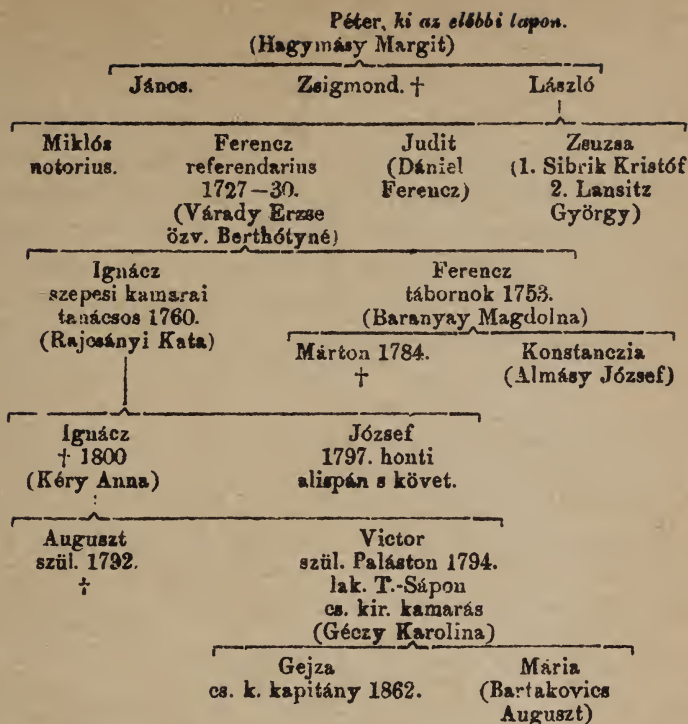 Péter, ki az előbbi lapon.
(Hagymásy Margit)
János. Zsigmond. † László
Miklós Ferencz Judit Zsuzsa
notorius. referendarius (Dániel (1. Sibrik Kristóf
1727—30. Ferencz) 2. Lansitz
(Várady Erzse György)
özv. Berthótyné)
Ignácz Ferencz
szepesi kamarai tábornok 1753.
tanácsos 1760. (Baranyay Magdolna)
(Rajcsányi Kata) Márton 1784. Konstanczia
† (Almásy József)
Ignácz József
† 1800 1797. honti
(Kéry Anna) alispán s követ.
Auguszt Victor
szül. 1792. szül. Paláston 1794.
† lak. T.-Sápon
cs. kir. kamarás
(Géczy Karolina)
Gejza Mária
cs. k. kapitány 1862. (Bartakovics
Auguszt)